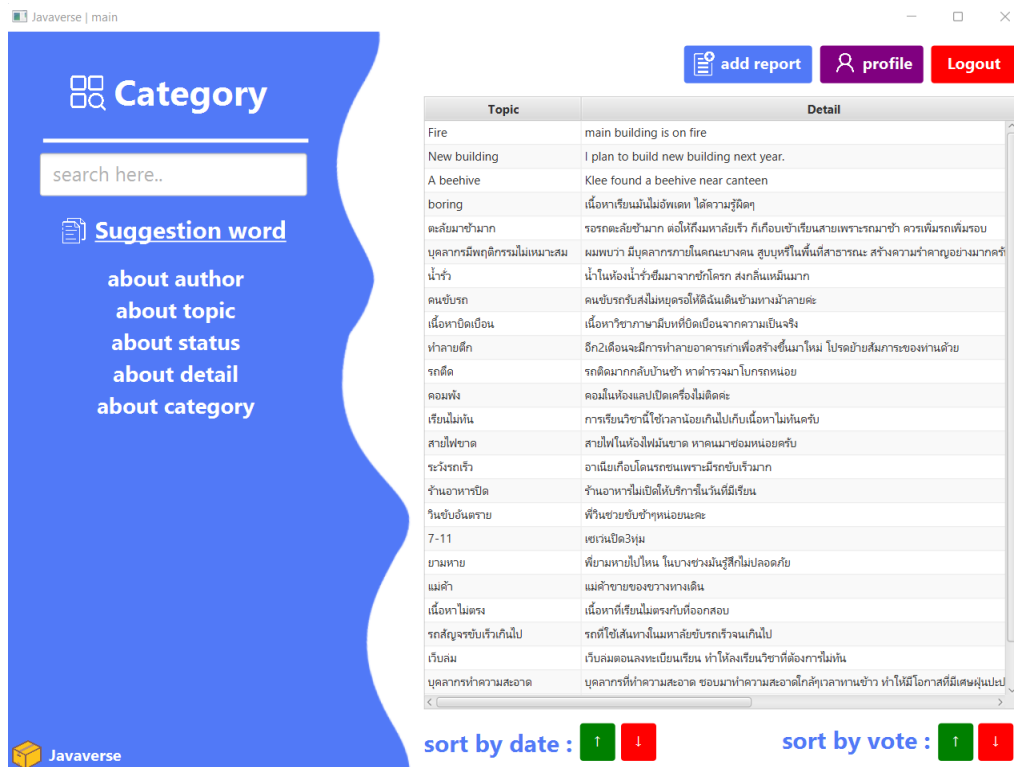 Javaverse | main
Category
search here..
Suggestion word
about author
about topic
about status
about detail
about category
Javaverse
add report
profile
Logout
Topic Detail
Fire main building is on fire
New building I plan to build new building next year.
A beehive Klee found a beehive near canteen
boring เนื้อหาเรียนมันไม่อัพเดท ได้ความรู้ผิดๆ
ตะลัยมาช้ามาก รอรถตะลัยช้ามาก ต่อให้ถึงมหาลัยเร็ว ก็เกือบเข้าเรียนสายเพราะรถมาช้า ควรเพิ่มรถเพิ่มรอบ
บุคลากรมีพฤติกรรมไม่เหมาะสม ผมพบว่า มีบุคลากรภายในคณะบางคน สูบบุหรี่ในพื้นที่สาธารณะ สร้างความรำคาญอย่างมากครั
น้ำรั่ว น้ำในห้องน้ำรั่วซึมมาจากชักโครก ส่งกลิ่นเหม็นมาก
คนขับรถ คนขับรถรับส่งไม่หยุดรอให้ดิฉันเดินข้ามทางม้าลายค่ะ
เนื้อหาบิดเบือน เนื้อหาวิชาภาษามีบทที่บิดเบือนจากความเป็นจริง
ทำลายตึก อีก2เดือนจะมีการทำลายอาคารเก่าเพื่อสร้างขึ้นมาใหม่ โปรดย้ายสัมภาระของท่านด้วย
รถติด รถติดมากกลับบ้านช้า หาตำรวจมาโบกรถหน่อย
คอมพัง คอมในห้องแลปเปิดเครื่องไม่ติดค่ะ
เรียนไม่ทัน การเรียนวิชานี้ใช้เวลาน้อยเกินไปเก็บเนื้อหาไม่ทันครับ
สายไฟขาด สายไฟในห้องไฟมันขาด หาคนมาซ่อมหน่อยครับ
ระวังรถเร็ว อาเนียเกือบโดนรถชนเพราะมีรถขับเร็วมาก
ร้านอาหารปิด ร้านอาหารไม่เปิดให้บริการในวันที่มีเรียน
วินขับอันตราย พี่วินช่วยขับช้าๆหน่อยนะคะ
7-11 เซเว่นปิด3ทุ่ม
ยามหาย พี่ยามหายไปไหน ในบางช่วงมันรู้สึกไม่ปลอดภัย
แม่ค้า แม่ค้าขายของขวางทางเดิน
เนื้อหาไม่ตรง เนื้อหาที่เรียนไม่ตรงกับที่ออกสอบ
รถสัญจรขับเร็วเกินไป รถที่ใช้เส้นทางในมหาลัยขับรถเร็วจนเกินไป
เว็บล่ม เว็บล่มตอนลงทะเบียนเรียน ทำให้ลงเรียนวิชาที่ต้องการไม่ทัน
บุคลากรทำความสะอาด บุคลากรที่ทำความสะอาด ชอบมาทำความสะอาดใกล้ๆเวลาทานข้าว ทำให้มีโอกาสที่มีเศษฝุ่นปะป
sort by date : ↑ ↓ sort by vote : ↑ ↓